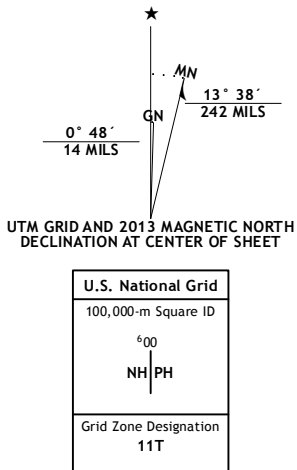 MN
GN
13° 38´
242 MILS
0° 48´
14 MILS
UTM GRID AND 2013 MAGNETIC NORTH
DECLINATION AT CENTER OF SHEET
U.S. National Grid
100,000-m Square ID
⁶00
NH PH
Grid Zone Designation
11T